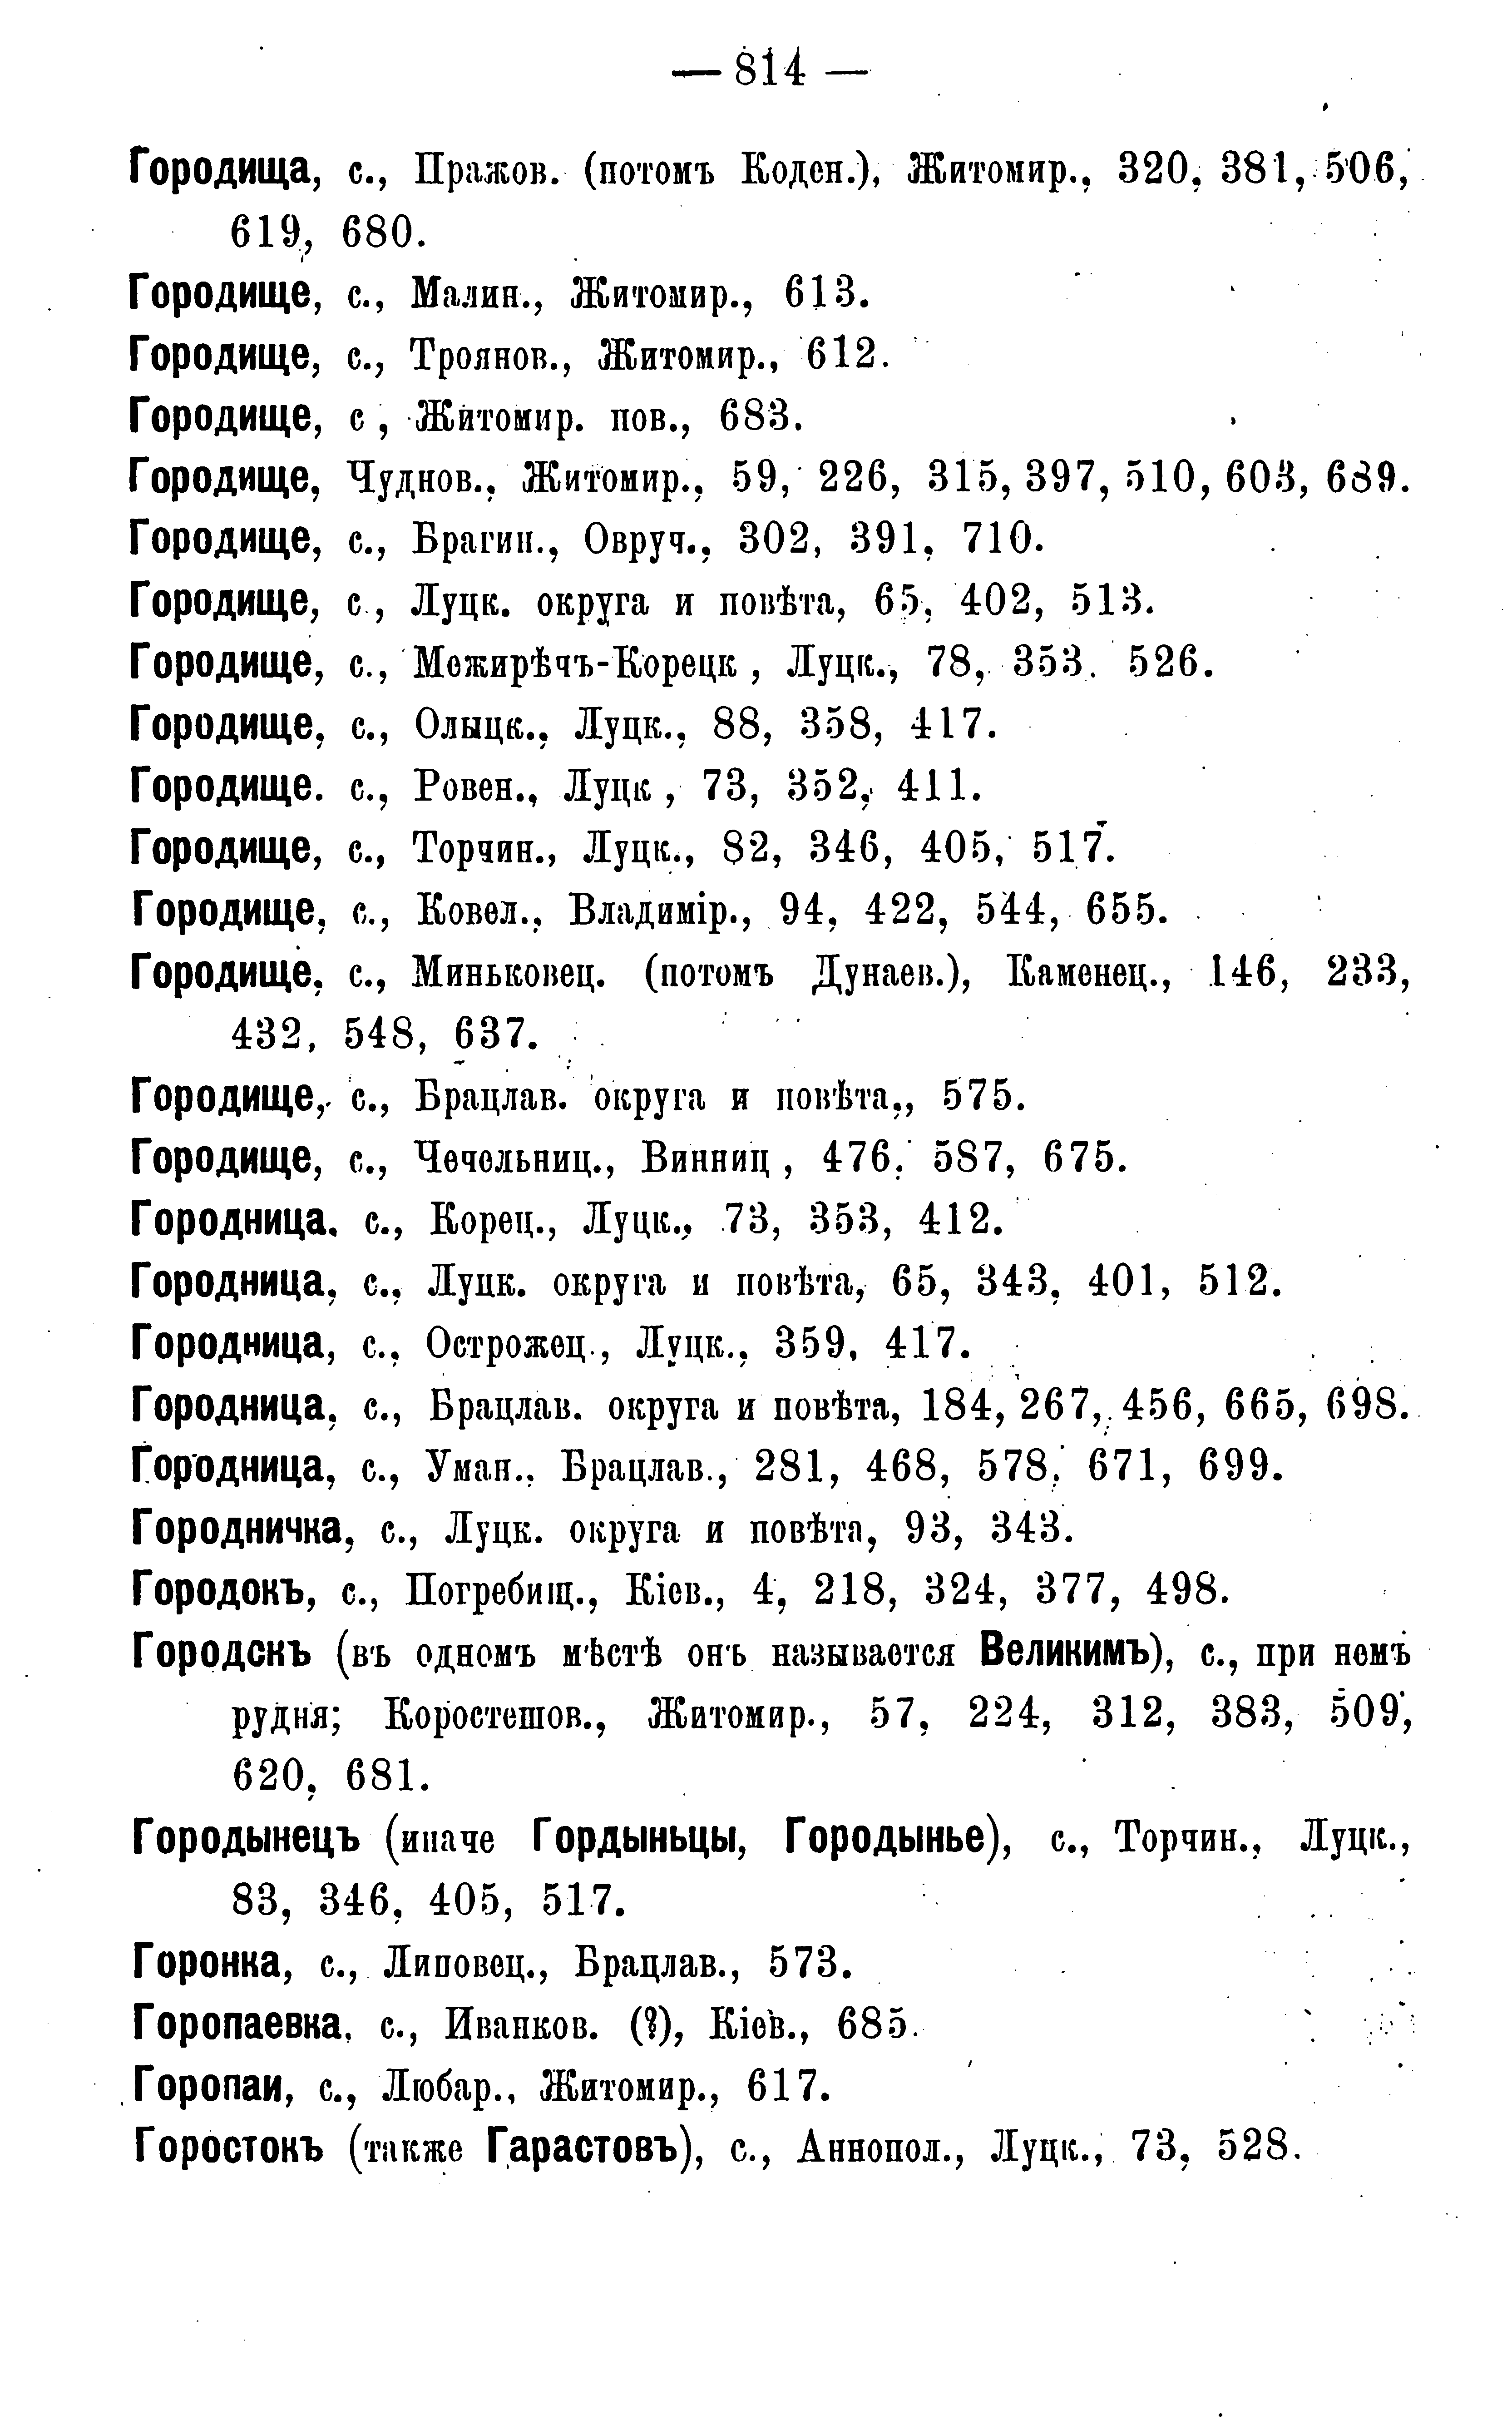 — 814 —
Городища, с., Пражов. (потомъ Коден.), Житомир., 320, 381, 506,
619, 680.
Городище, с., Малин., Житомир., 613.
Городище, с., Троянов., Житомир., 612.
Городище, с , Житомир. пов., 683.
Городище, Чуднов., Житомир., 59, 226, 315, 397, 510, 603, 689.
Городище, с., Брагин., Овруч., 302, 391, 710.
Городище, с., Луцк. округа и повѣта, 65, 402, 513.
Городище, с., Межирѣчъ-Корецк , Луцк., 78, 353. 526.
Городище, с., Олыцк., Луцк., 88, 358, 417.
Городище. с., Ровен., Луцк , 73, 352, 411.
Городище, с., Торчин., Луцк., 82, 346, 405, 517.
Городище, с., Ковел., Владимір., 94, 422, 544, 655.
Городище, с., Миньковец. (потомъ Дунаев.), Каменец., 146, 233,
432, 548, 637.
Городище, с., Брацлав. округа и повѣта,, 575.
Городище, с., Чечельниц., Винниц , 476, 587, 675.
Городница. с., Корец., Луцк., 73, 353, 412.
Городница, с., Луцк. округа и повѣта, 65, 343, 401, 512.
Городница, с., Острожец., Луцк., 359, 417.
Городница, с., Брацлав. округа и повѣта, 184, 267, 456, 665, 698.
Городница, с., Уман., Брацлав., 281, 468, 578, 671, 699.
Городничка, с., Луцк. округа и повѣта, 93, 343.
Городокъ, с., Погребищ., Кіев., 4, 218, 324, 377, 498.
Городскъ (въ одномъ мѣстѣ онъ называется Великимъ), с., при немъ
рудня; Коростешов., Житомир., 57, 224, 312, 383, 509,
620, 681.
Городынецъ (иначе Гордыньцы, Городынье), с., Торчин., Луцк.,
83, 346, 405, 517.
Горонка, с., Липовец., Брацлав., 573.
Горопаевка. с., Иванков. (?), Кіев., 685.
Горопаи, с., Любар., Житомир., 617.
Горостокъ (также Гарастовъ), с., Аннопол., Луцк., 73, 528.